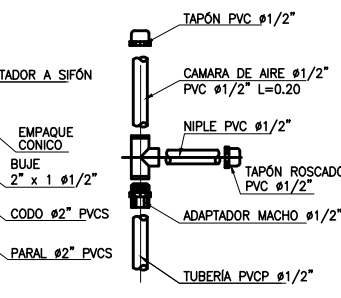 TAPÓN PVC ø1/2"
TADOR A SIFÓN
CAMARA DE AIRE ø1/2"
PVC ø1/2" L=0.20
EMPAQUE
CONICO
NIPLE PVC ø1/2"
BUJE
2" x 1 ø1/2"
TAPÓN ROSCADO
PVC ø1/2"
CODO ø2" PVCS
ADAPTADOR MACHO ø1/2"
PARAL ø2" PVCS
TUBERÍA PVCP ø1/2"